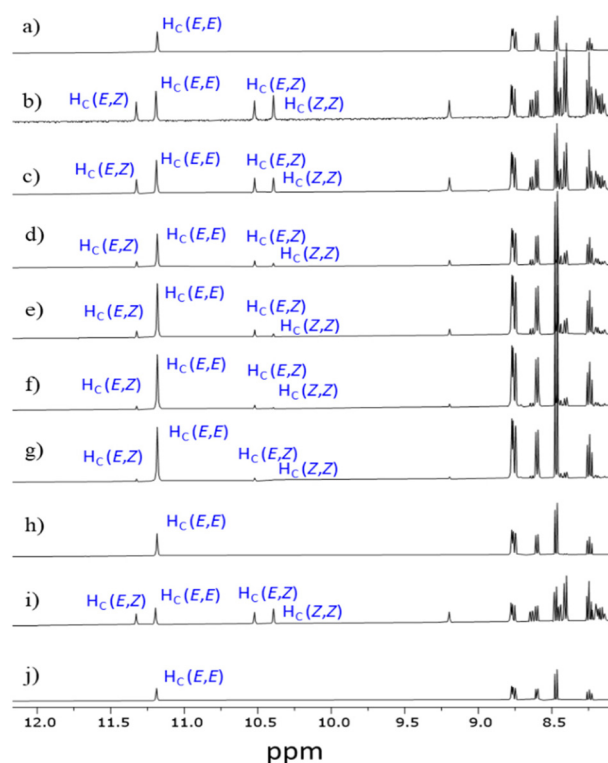 a) H_C(E,E)
b) H_C(E,Z) H_C(E,E) H_C(E,Z) H_C(Z,Z)
c) H_C(E,Z) H_C(E,E) H_C(E,Z) H_C(Z,Z)
d) H_C(E,Z) H_C(E,E) H_C(E,Z) H_C(Z,Z)
e) H_C(E,Z) H_C(E,E) H_C(E,Z) H_C(Z,Z)
f) H_C(E,Z) H_C(E,E) H_C(E,Z) H_C(Z,Z)
g) H_C(E,Z) H_C(E,E) H_C(E,Z) H_C(Z,Z)
h) H_C(E,E)
i) H_C(E,Z) H_C(E,E) H_C(E,Z) H_C(Z,Z)
j) H_C(E,E)
12.0 11.5 11.0 10.5 10.0 9.5 9.0 8.5
ppm